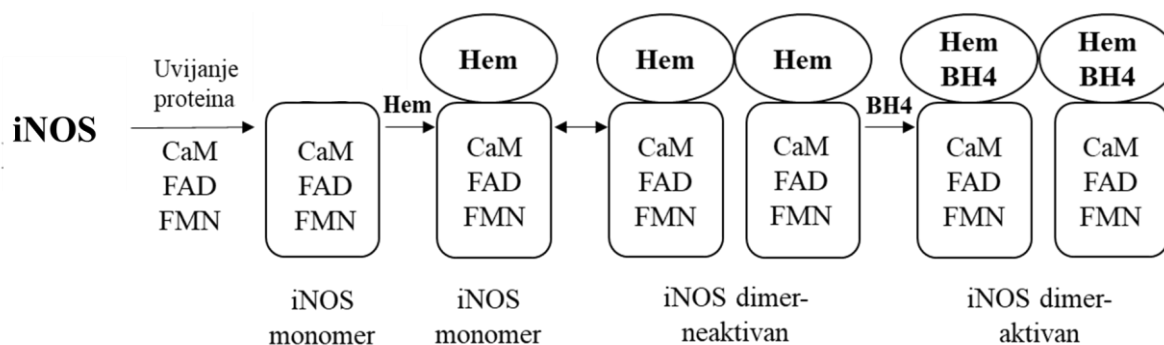 iNOS
Uvijanje
proteina
CaM
FAD
FMN
CaM
FAD
FMN
iNOS
monomer
Hem
Hem
CaM
FAD
FMN
iNOS
monomer
Hem
Hem
CaM
FAD
FMN
CaM
FAD
FMN
iNOS dimer-
neaktivan
BH4
Hem
BH4
Hem
BH4
CaM
FAD
FMN
CaM
FAD
FMN
iNOS dimer-
aktivan